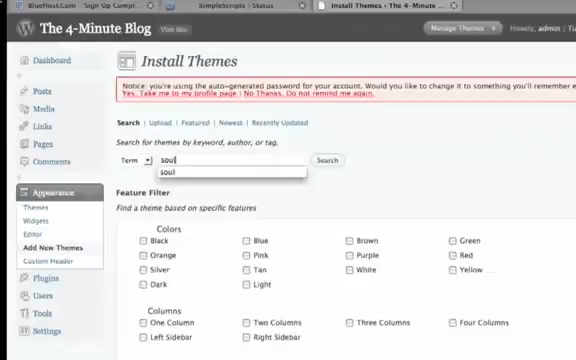 BlueHost.Com Sign Up Compl... SimpleScripts | Status Install Themes ‹ The 4-Minute ...
The 4-Minute Blog Visit Site Manage Themes Howdy, admin |
Install Themes
Dashboard
Notice: you're using the auto-generated password for your account. Would you like to change it to something you'll remember
Yes, Take me to my profile page | No Thanks, Do not remind me again.
Posts
Media
Links
Pages
Comments
Appearance
Themes
Widgets
Editor
Add New Themes
Custom Header
Plugins
Users
Tools
Settings
Search | Upload | Featured | Newest | Recently Updated
Search for themes by keyword, author, or tag.
Term soul Search
soul
Feature Filter
Find a theme based on specific features
Colors
Black Blue Brown Green
Orange Pink Purple Red
Silver Tan White Yellow
Dark Light
Columns
One Column Two Columns Three Columns Four Columns
Left Sidebar Right Sidebar